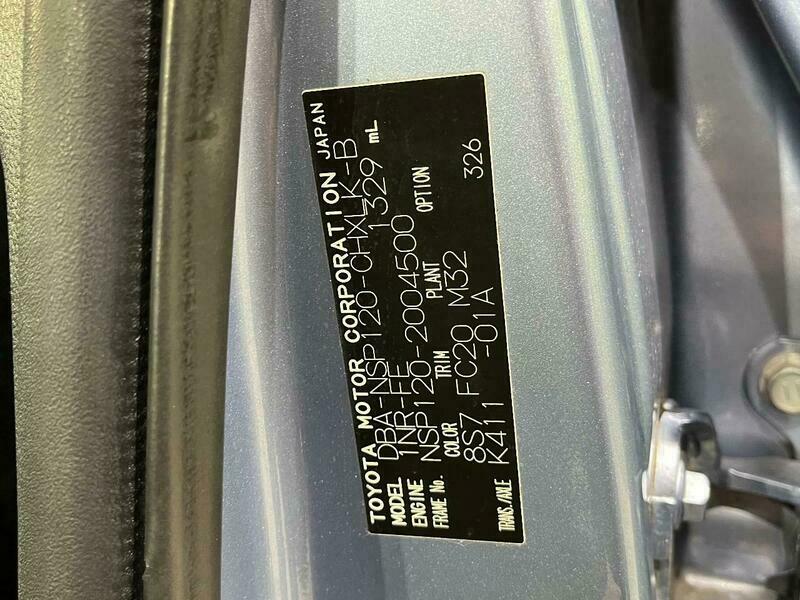 TOYOTA MOTOR CORPORATION JAPAN
MODEL DBA-NSP120-CHXLK-B
ENGINE 1NR-FE 1329 mL
FRAME No. NSP120-2004500
COLOR TRIM PLANT OPTION
8S7 FC20 M32 326
TRANS./AXLE K411 -01A